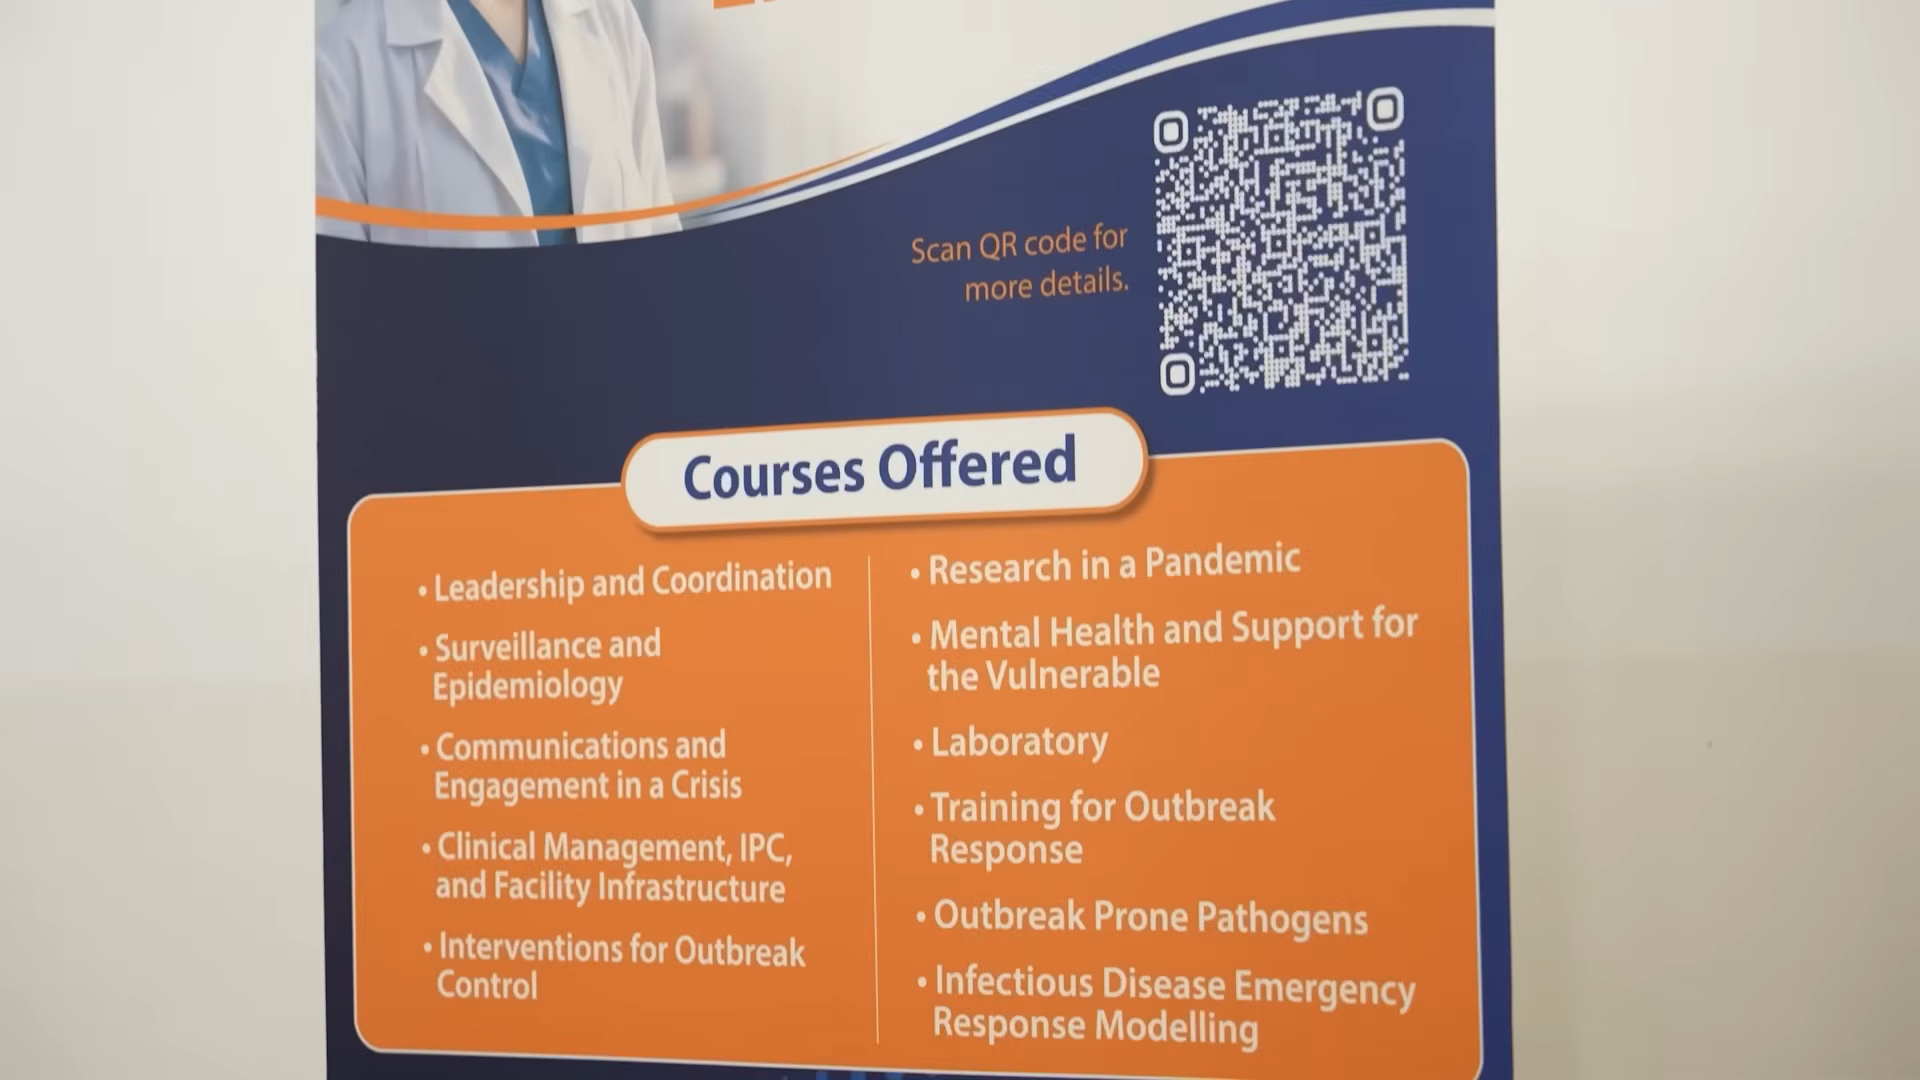 Scan QR code for
more details.
Courses Offered
• Leadership and Coordination
• Surveillance and
Epidemiology
• Communications and
Engagement in a Crisis
• Clinical Management, IPC,
and Facility Infrastructure
• Interventions for Outbreak
Control
• Research in a Pandemic
• Mental Health and Support for
the Vulnerable
• Laboratory
• Training for Outbreak
Response
• Outbreak Prone Pathogens
• Infectious Disease Emergency
Response Modelling